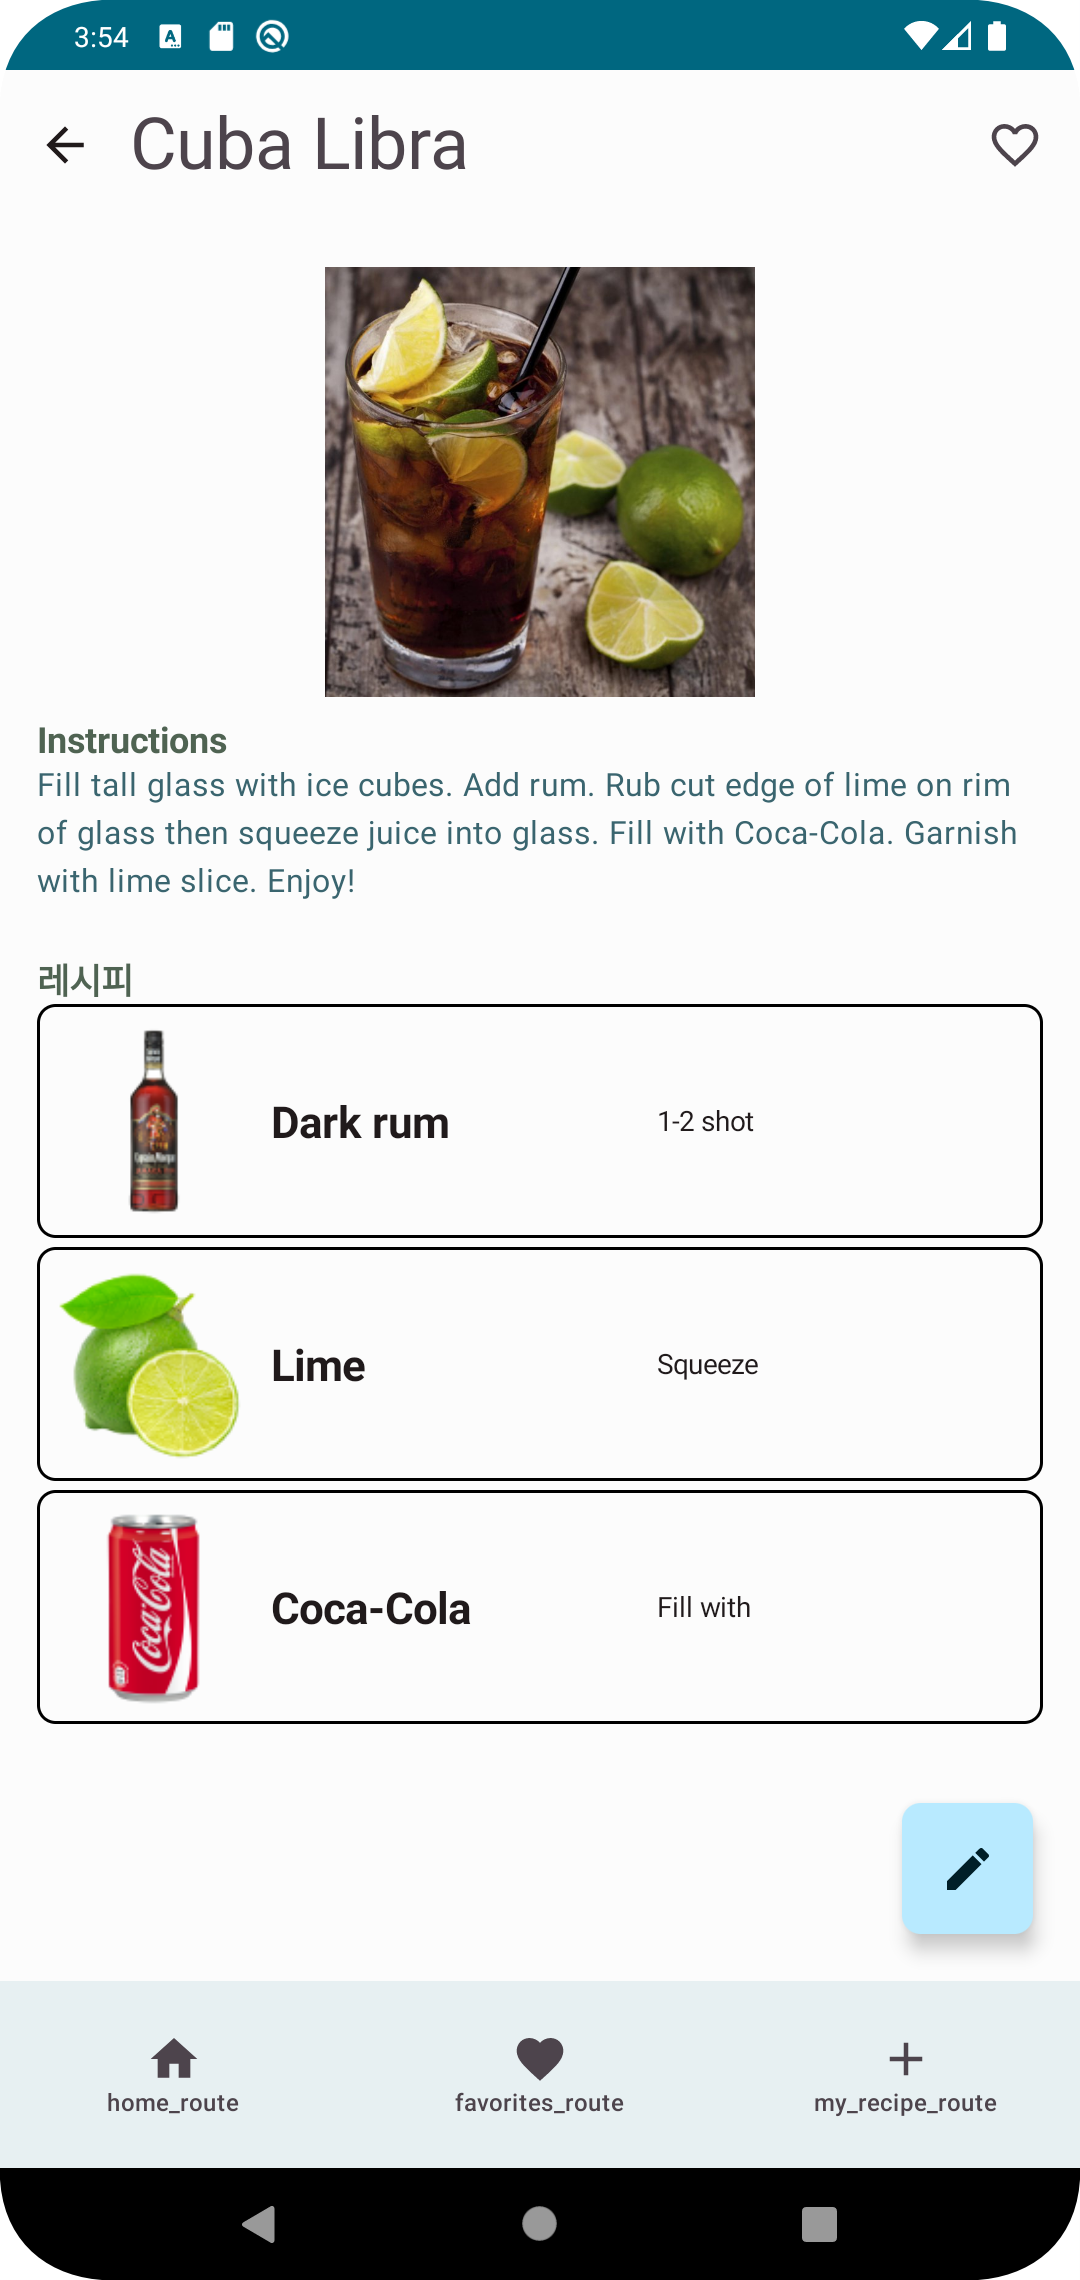 3:54
Cuba Libra
Instructions
Fill tall glass with ice cubes. Add rum. Rub cut edge of lime on rim
of glass then squeeze juice into glass. Fill with Coca-Cola. Garnish
with lime slice. Enjoy!
레시피
Dark rum
1-2 shot
Lime
Squeeze
Coca-Cola
Coca-Cola
Fill with
home_route
favorites_route
my_recipe_route